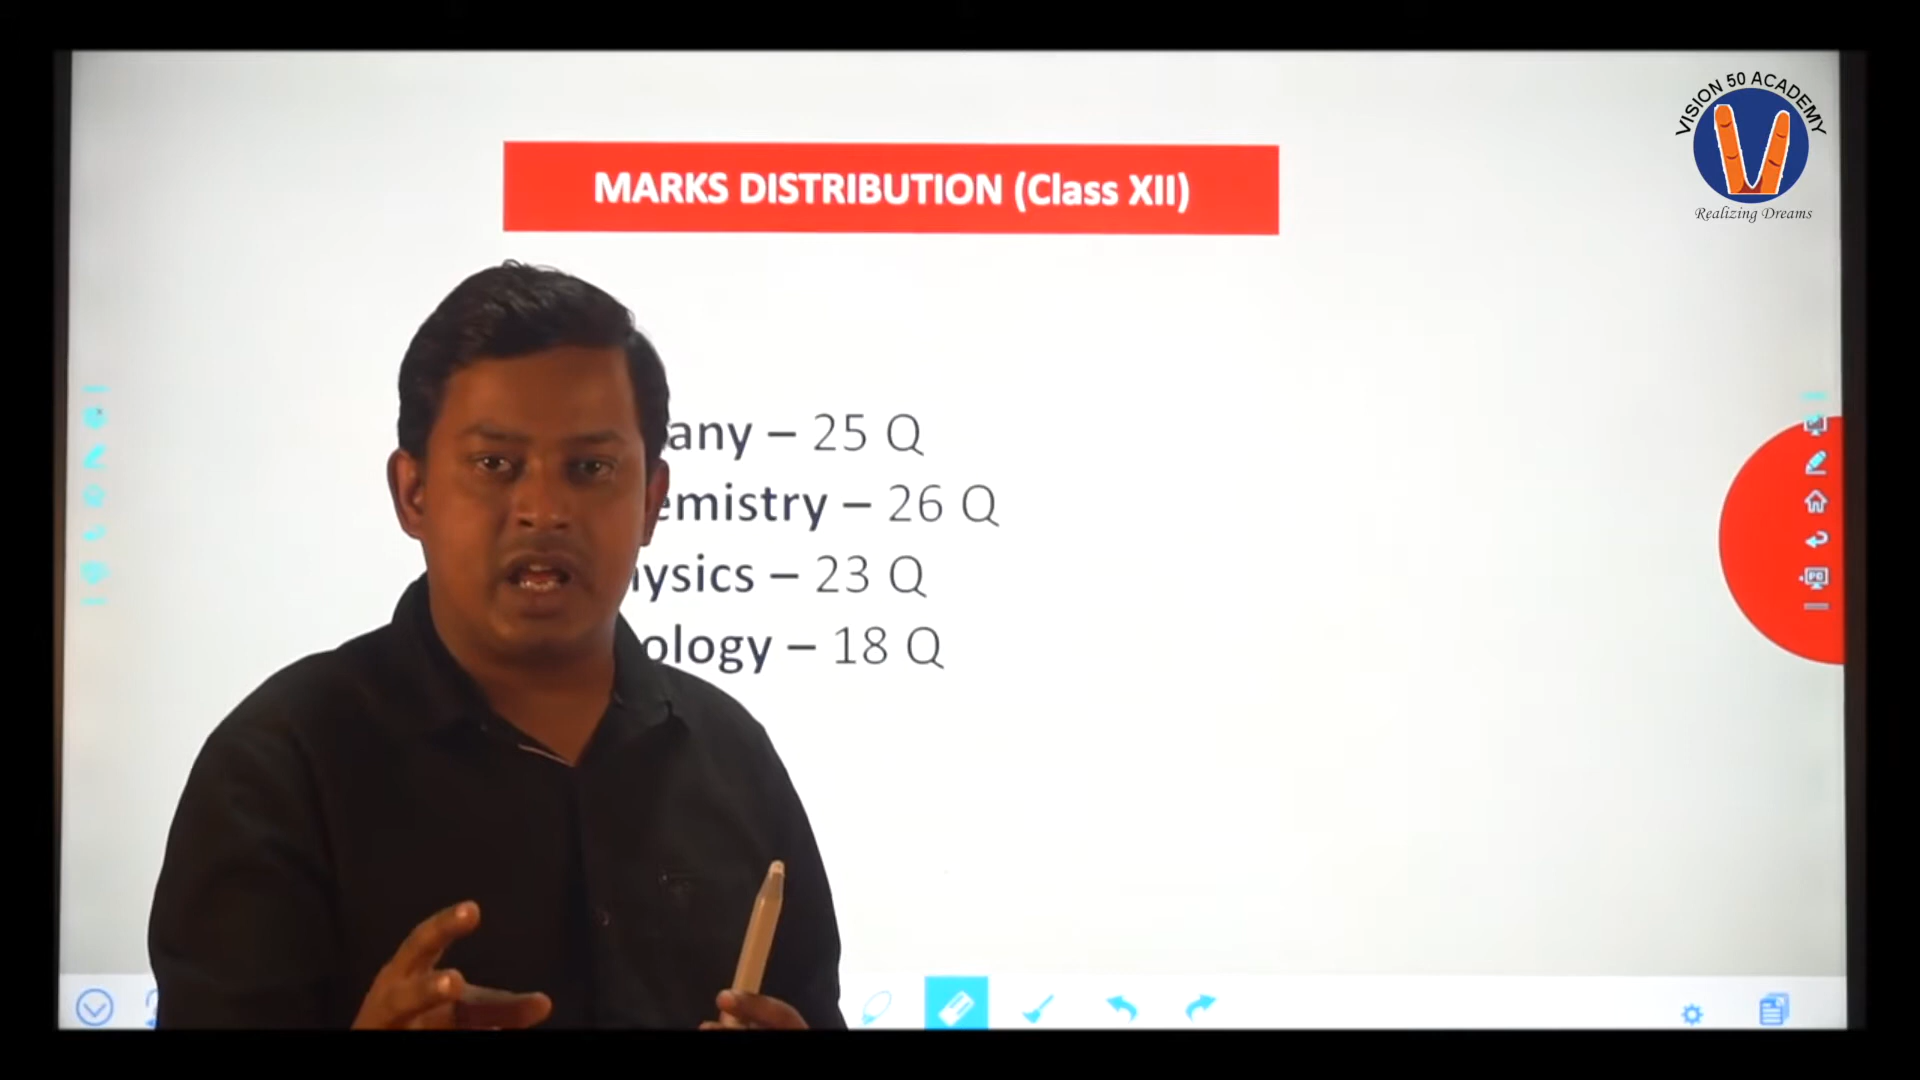 VISION 50 ACADEMY
Realizing Dreams
MARKS DISTRIBUTION (Class XII)
any – 25 Q
emistry – 26 Q
ysics – 23 Q
ology – 18 Q